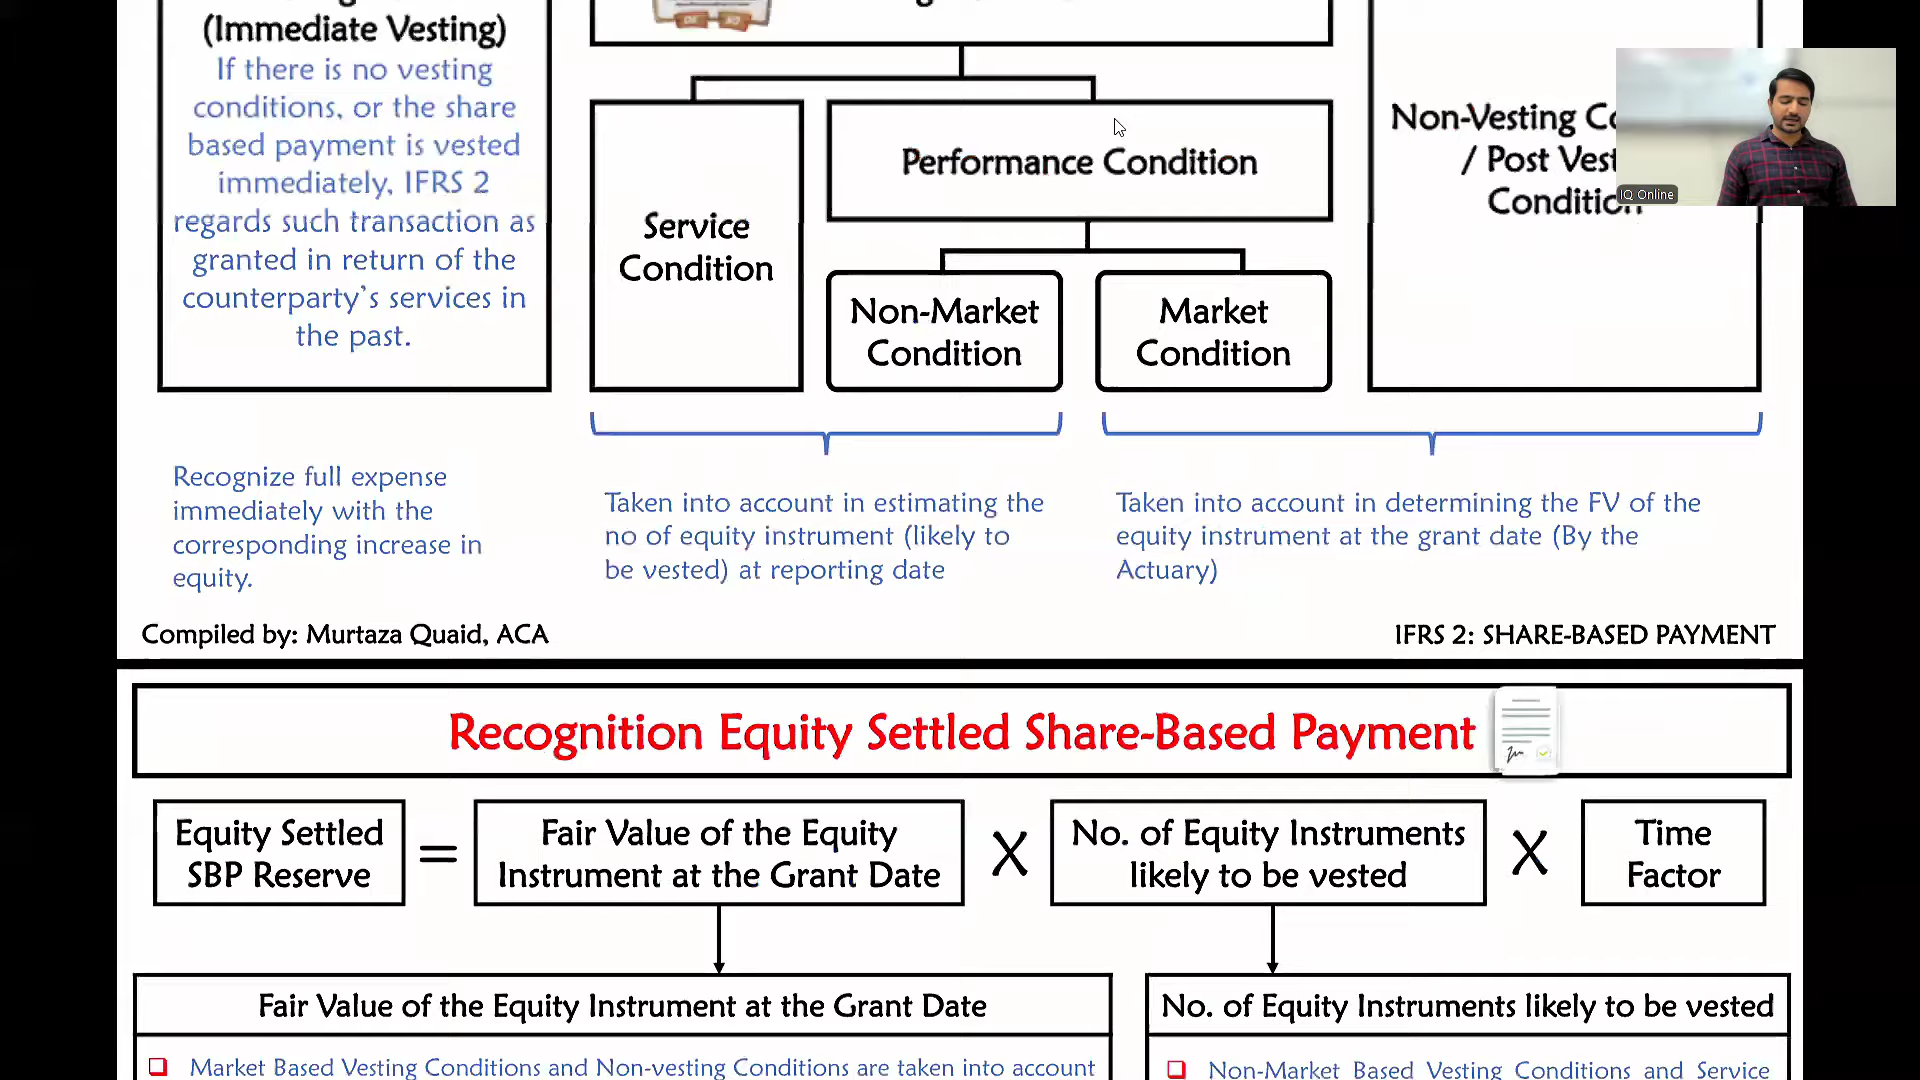 (Immediate Vesting)
If there is no vesting
conditions, or the share
based payment is vested
immediately, IFRS 2
regards such transaction as
granted in return of the
counterparty's services in
the past.
Service
Condition
Performance Condition
Non-Market
Condition
Market
Condition
Non-Vesting
/ Post
Condition
IQ Online
Recognize full expense
immediately with the
corresponding increase in
equity.
Taken into account in estimating the
no of equity instrument (likely to
be vested) at reporting date
Taken into account in determining the FV of the
equity instrument at the grant date (By the
Actuary)
Compiled by: Murtaza Quaid, ACA
IFRS 2: SHARE-BASED PAYMENT
Recognition Equity Settled Share-Based Payment
Equity Settled
SBP Reserve
=
Fair Value of the Equity
Instrument at the Grant Date
X
No. of Equity Instruments
likely to be vested
X
Time
Factor
Fair Value of the Equity Instrument at the Grant Date
No. of Equity Instruments likely to be vested
Market Based Vesting Conditions and Non-vesting Conditions are taken into account
Non-Market Based Vesting Conditions and Service